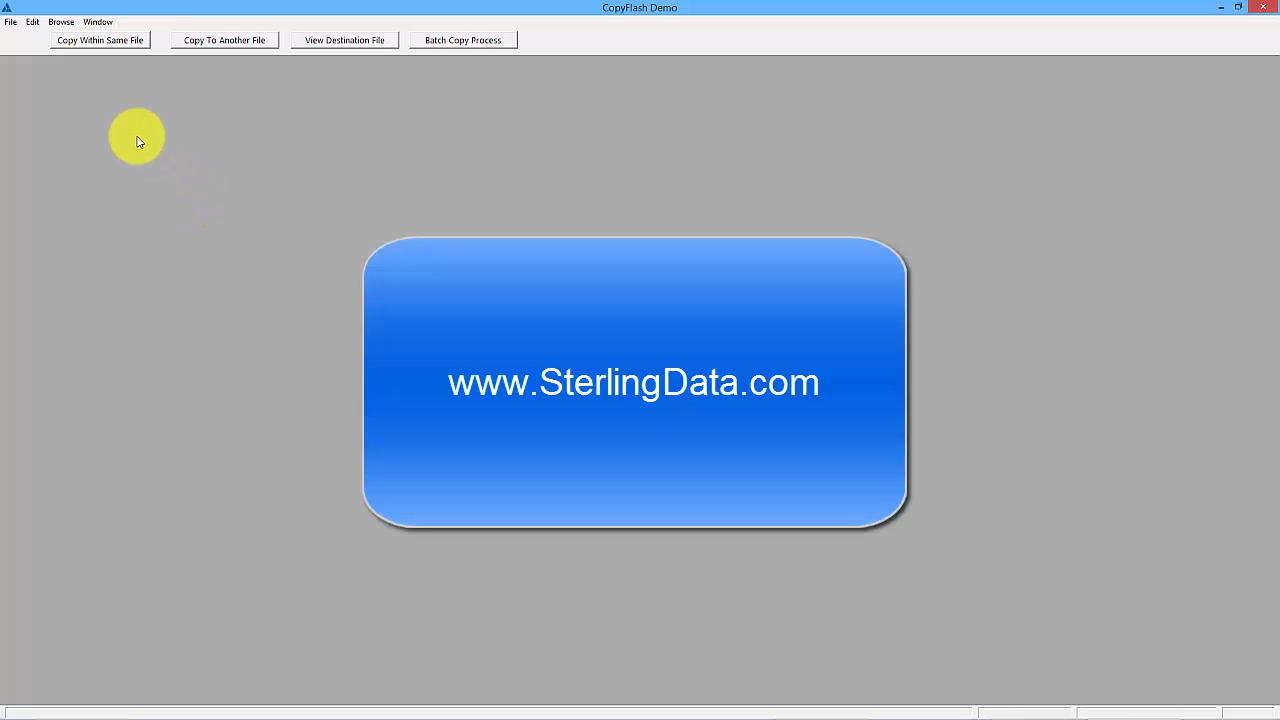 CopyFlash Demo
File Edit Browse Window
Copy Within Same File Copy To Another File View Destination File Batch Copy Process
www.SterlingData.com